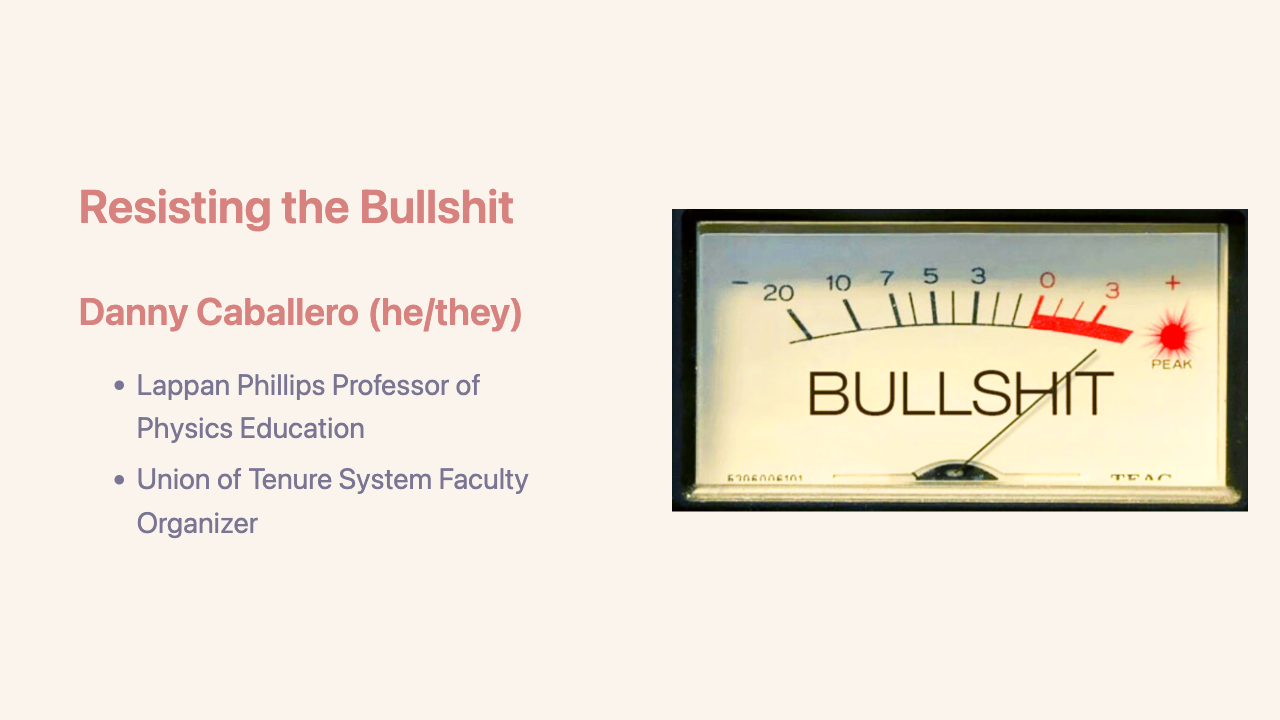 Resisting the Bullshit
Danny Caballero (he/they)
• Lappan Phillips Professor of
Physics Education
• Union of Tenure System Faculty
Organizer
− 20 10 7 5 3 0 3 +
PEAK
BULLSHIT
TEAC